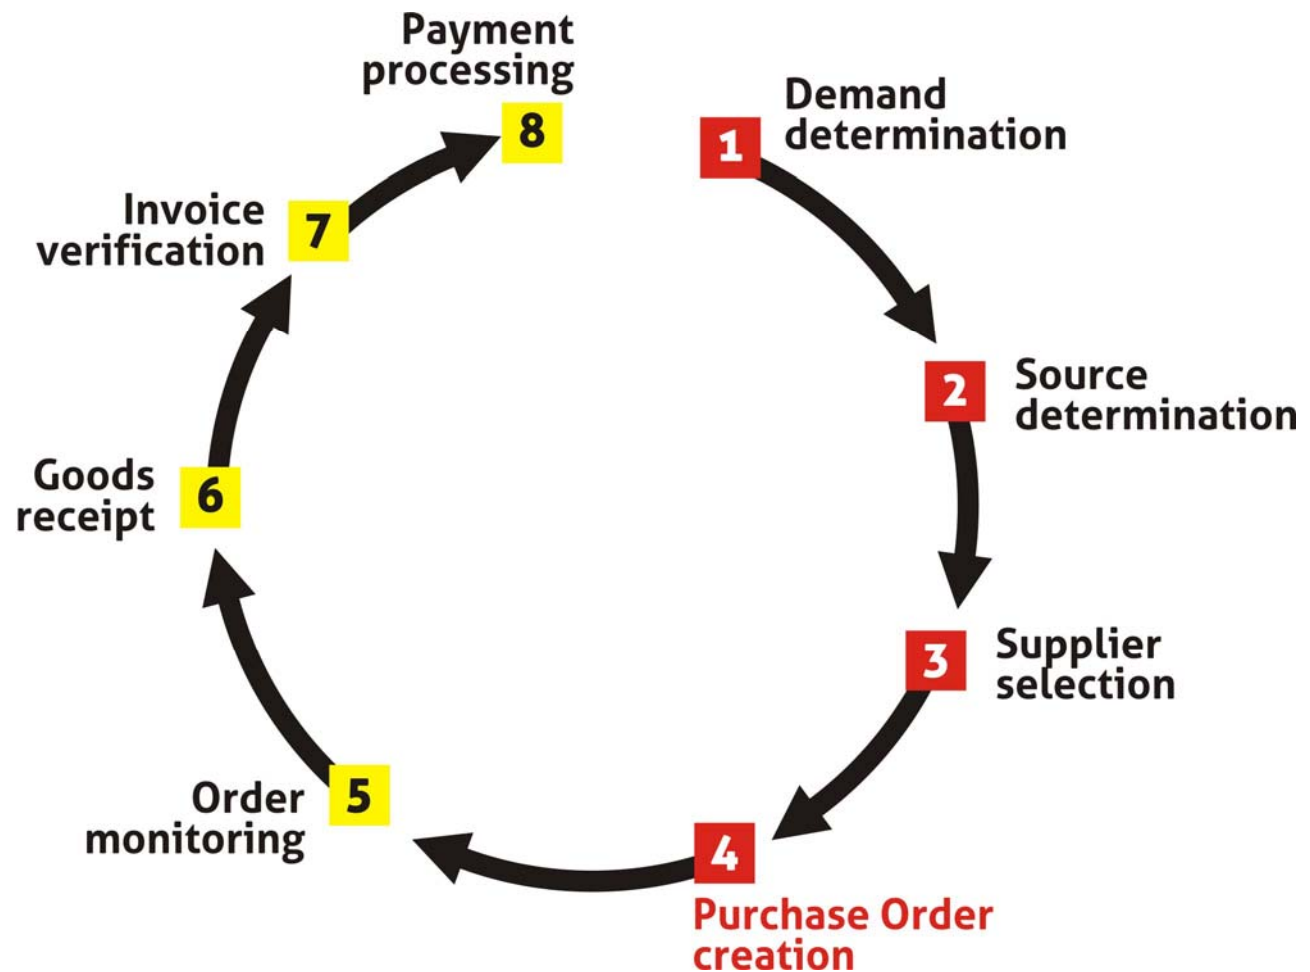 1
Demand
determination
2
Source
determination
3
Supplier
selection
4
Purchase Order
creation
5
Order
monitoring
6
Goods
receipt
7
Invoice
verification
8
Payment
processing